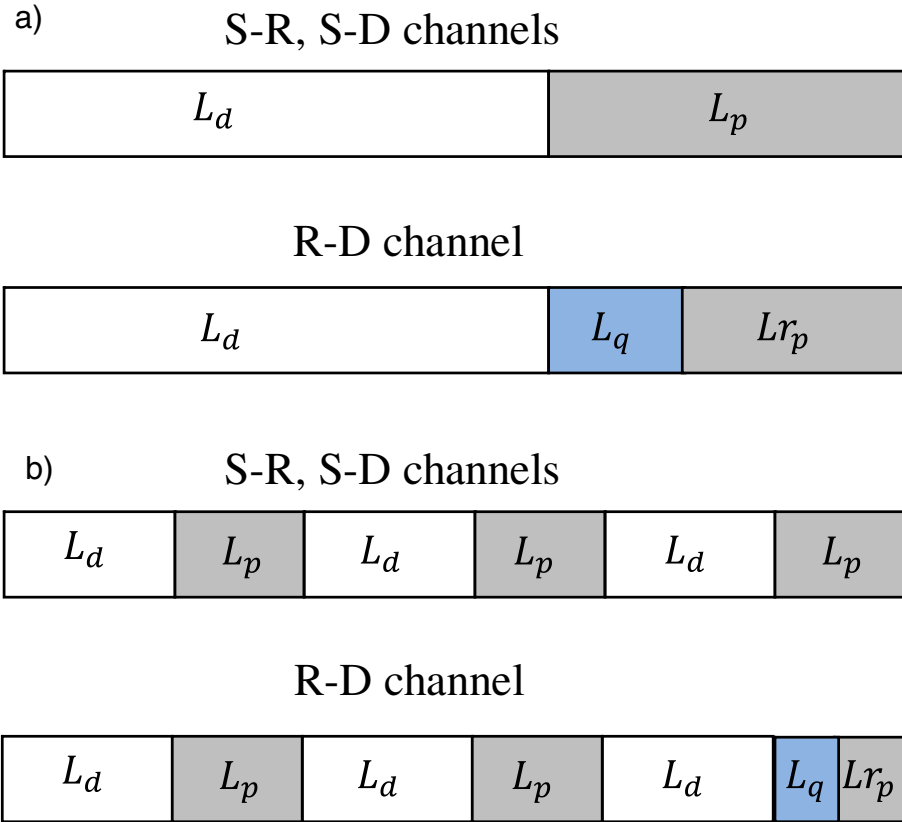 a)
S-R, S-D channels
L_d L_p
R-D channel
L_d L_q Lr_p
b)
S-R, S-D channels
L_d L_p L_d L_p L_d L_p
R-D channel
L_d L_p L_d L_p L_d L_q Lr_p